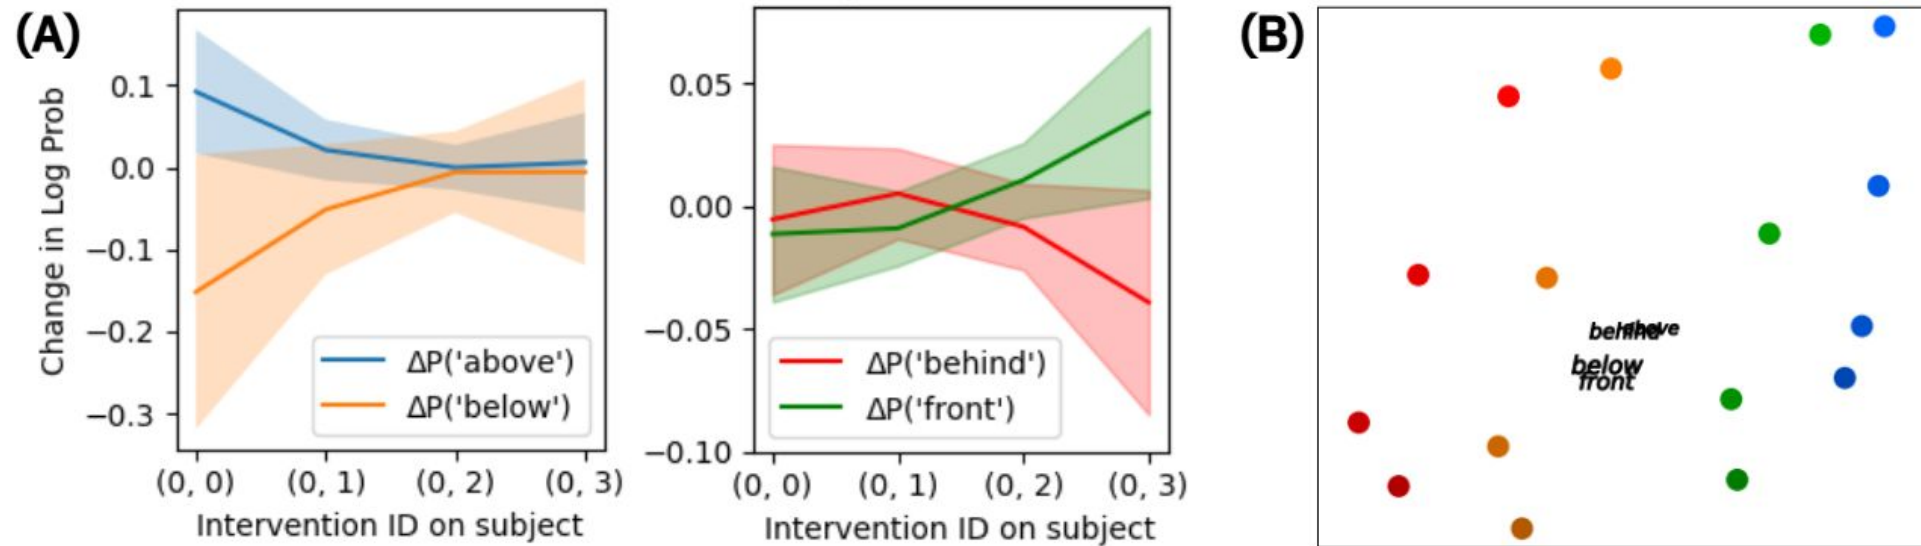 (A)
Change in Log Prob
0.1
0.0
−0.1
−0.2
−0.3
ΔP('above')
ΔP('below')
(0, 0) (0, 1) (0, 2) (0, 3)
Intervention ID on subject
0.05
0.00
−0.05
−0.10
ΔP('behind')
ΔP('front')
(0, 0) (0, 1) (0, 2) (0, 3)
Intervention ID on subject
(B)
behind
above
below
front